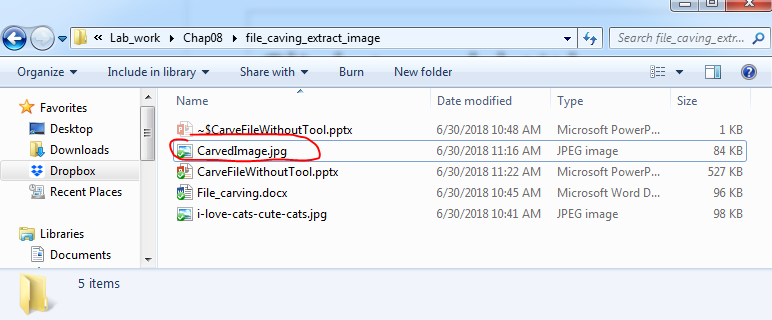 « Lab_work ▸ Chap08 ▸ file_caving_extract_image
Search file_caving_extr...
Organize Include in library Share with Burn New folder
Name Date modified Type Size
Favorites
Desktop
Downloads
Dropbox
Recent Places
Libraries
Documents
~$CarveFileWithoutTool.pptx 6/30/2018 10:48 AM Microsoft PowerP... 1 KB
CarvedImage.jpg 6/30/2018 11:16 AM JPEG image 84 KB
CarveFileWithoutTool.pptx 6/30/2018 11:22 AM Microsoft PowerP... 527 KB
File_carving.docx 6/30/2018 10:45 AM Microsoft Word D... 96 KB
i-love-cats-cute-cats.jpg 6/30/2018 10:41 AM JPEG image 98 KB
5 items